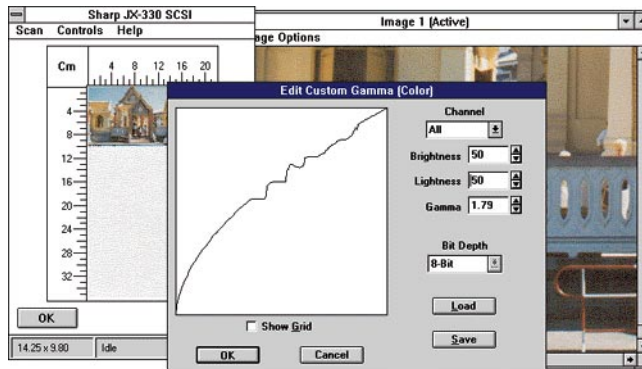 Sharp JX-330 SCSI
Scan Controls Help
Cm 4 8 12 16 20
4
8
12
16
20
24
28
32
OK
14.25 x 9.80 Idle
Image 1 (Active)
age Options
Edit Custom Gamma (Color)
Channel
All
Brightness 50
Lightness 50
Gamma 1.79
Bit Depth
8-Bit
Load
Save
Show Grid
OK Cancel